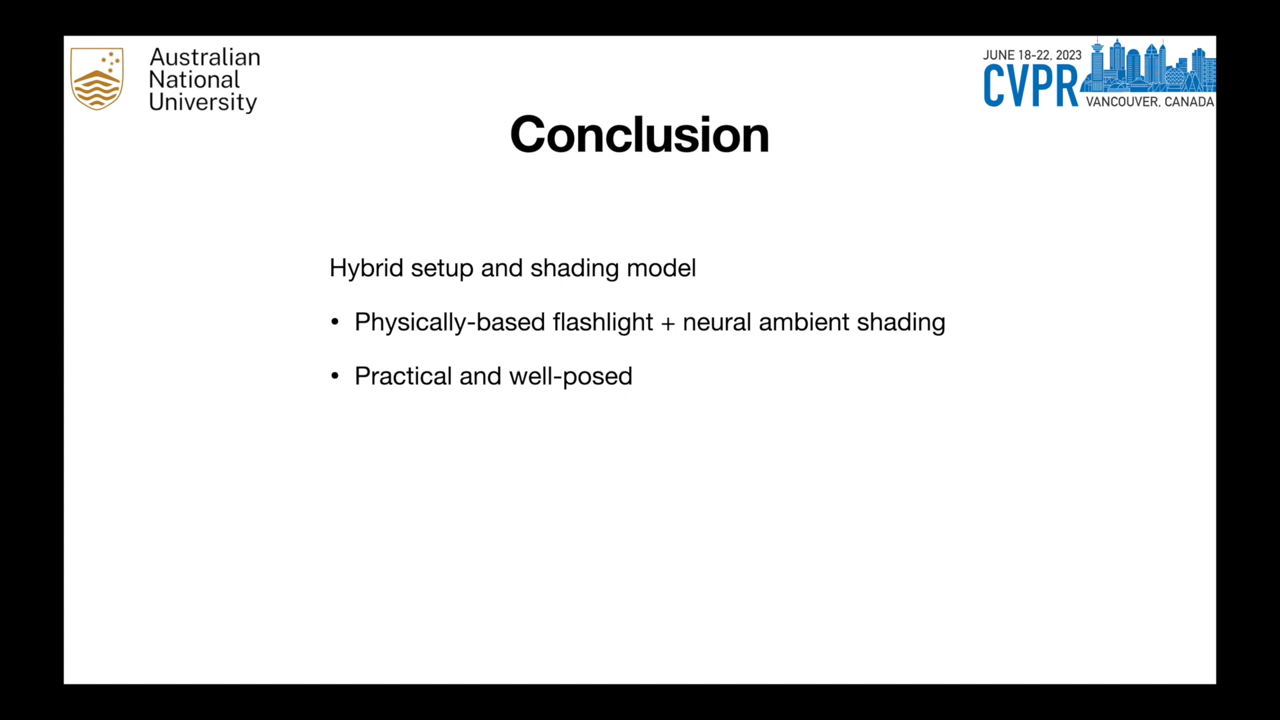 Australian
National
University
JUNE 18-22, 2023
CVPR
VANCOUVER, CANADA
Conclusion
Hybrid setup and shading model
• Physically-based flashlight + neural ambient shading
• Practical and well-posed